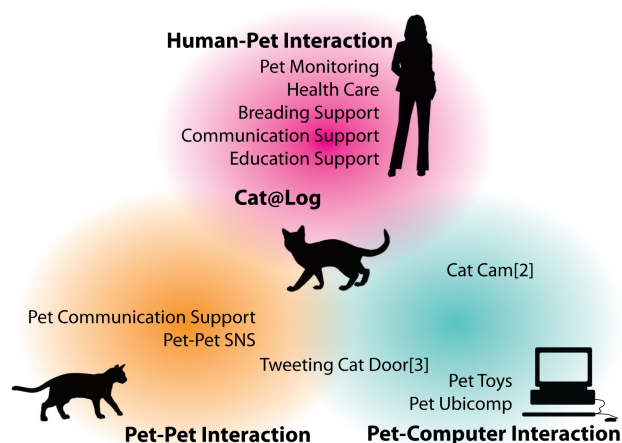 Human-Pet Interaction
Pet Monitoring
Health Care
Breading Support
Communication Support
Education Support
Cat@Log
Cat Cam[2]
Pet Communication Support
Pet-Pet SNS
Tweeting Cat Door[3]
Pet Toys
Pet Ubicomp
Pet-Pet Interaction
Pet-Computer Interaction